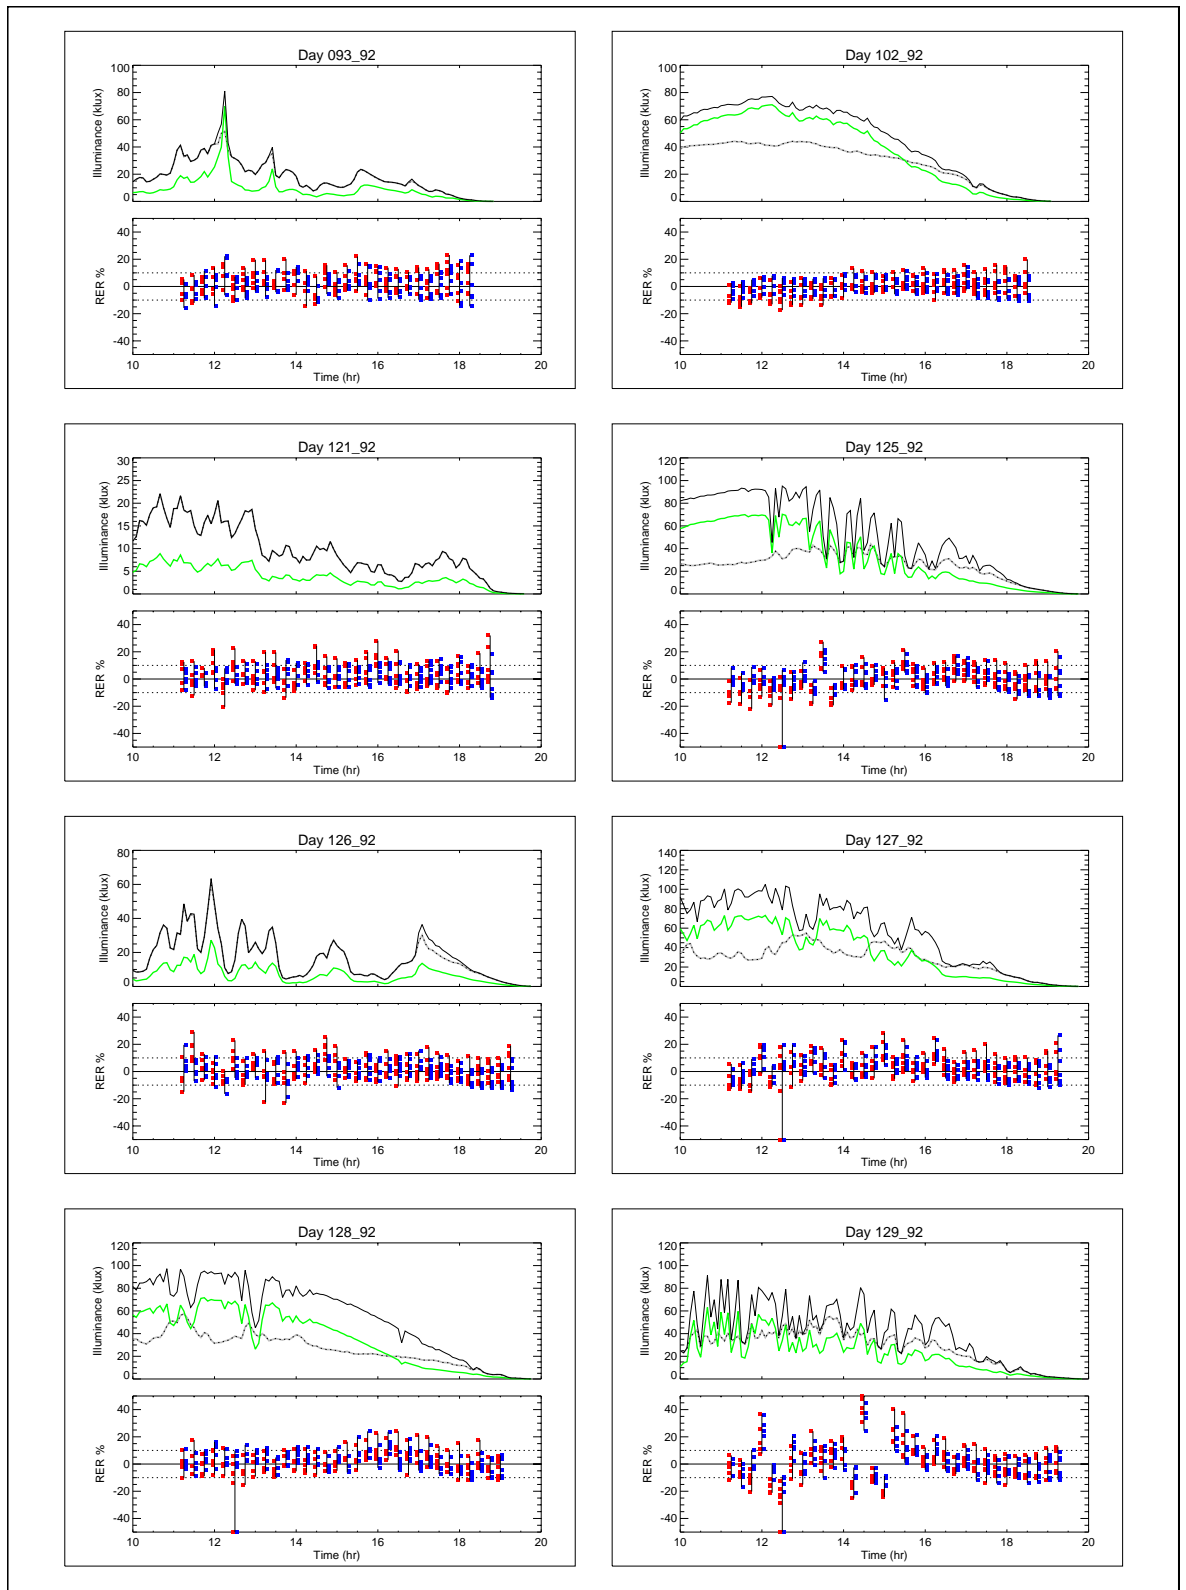 Day 093_92
Illuminance (klux)
100
80
60
40
20
0
RER %
40
20
0
-20
-40
10 12 14 16 18 20
Time (hr)
Day 102_92
Illuminance (klux)
100
80
60
40
20
0
RER %
40
20
0
-20
-40
10 12 14 16 18 20
Time (hr)
Day 121_92
Illuminance (klux)
30
25
20
15
10
5
0
RER %
40
20
0
-20
-40
10 12 14 16 18 20
Time (hr)
Day 125_92
Illuminance (klux)
120
100
80
60
40
20
0
RER %
40
20
0
-20
-40
10 12 14 16 18 20
Time (hr)
Day 126_92
Illuminance (klux)
80
60
40
20
0
RER %
40
20
0
-20
-40
10 12 14 16 18 20
Time (hr)
Day 127_92
Illuminance (klux)
140
120
100
80
60
40
20
0
RER %
40
20
0
-20
-40
10 12 14 16 18 20
Time (hr)
Day 128_92
Illuminance (klux)
120
100
80
60
40
20
0
RER %
40
20
0
-20
-40
10 12 14 16 18 20
Time (hr)
Day 129_92
Illuminance (klux)
120
100
80
60
40
20
0
RER %
40
20
0
-20
-40
10 12 14 16 18 20
Time (hr)